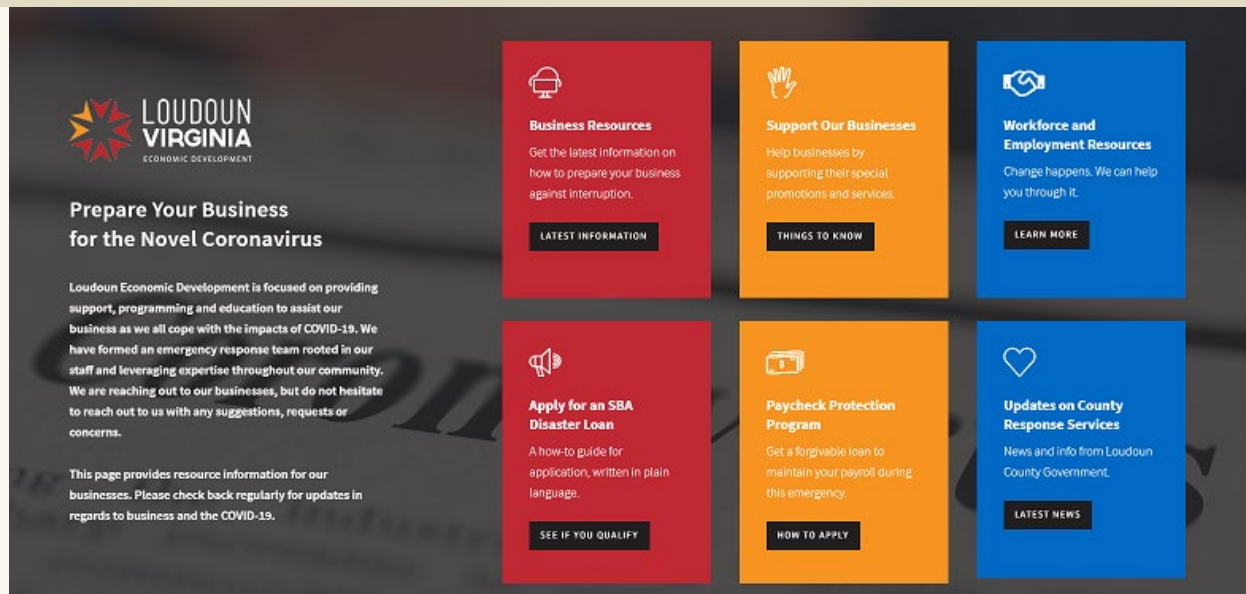 LOUDOUN
VIRGINIA
ECONOMIC DEVELOPMENT
Prepare Your Business
for the Novel Coronavirus
Loudoun Economic Development is focused on providing
support, programming and education to assist our
business as we all cope with the impacts of COVID-19. We
have formed an emergency response team rooted in our
staff and leveraging expertise throughout our community.
We are reaching out to our businesses, but do not hesitate
to reach out to us with any suggestions, requests or
concerns.
This page provides resource information for our
businesses. Please check back regularly for updates in
regards to business and the COVID-19.
Business Resources
Get the latest information on
how to prepare your business
against interruption.
LATEST INFORMATION
Support Our Businesses
Help businesses by
supporting their special
promotions and services.
THINGS TO KNOW
Workforce and
Employment Resources
Change happens. We can help
you through it.
LEARN MORE
Apply for an SBA
Disaster Loan
A how-to guide for
application, written in plain
language.
SEE IF YOU QUALIFY
Paycheck Protection
Program
Get a forgivable loan to
maintain your payroll during
this emergency.
HOW TO APPLY
Updates on County
Response Services
News and info from Loudoun
County Government.
LATEST NEWS